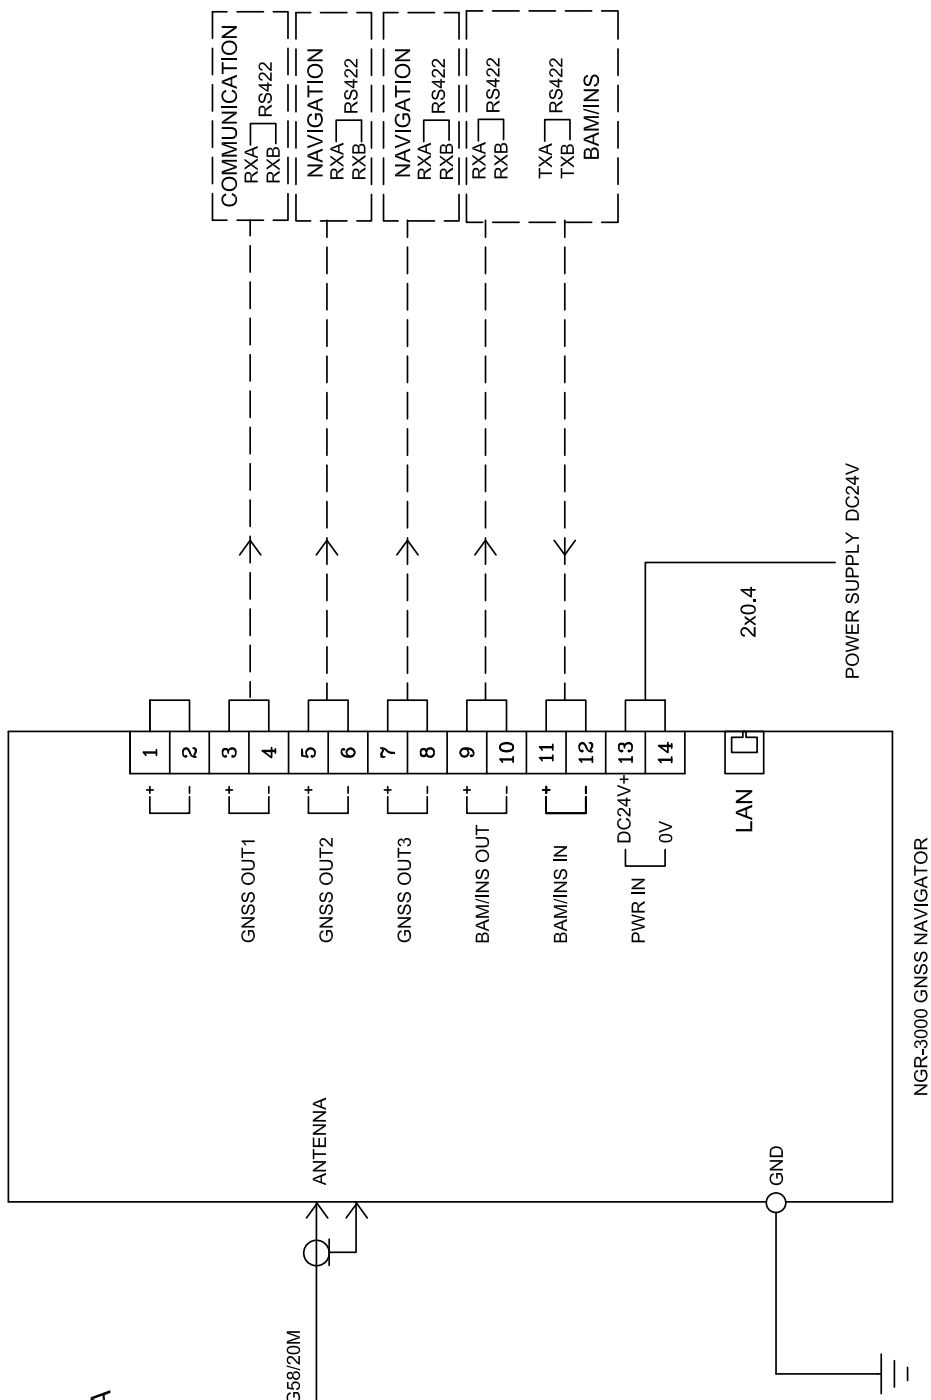 COMMUNICATION
RXA
RXB
RS422
NAVIGATION
RXA
RXB
RS422
NAVIGATION
RXA
RXB
RS422
RXA
RXB
RS422
TXA
TXB
RS422
BAM/INS
POWER SUPPLY DC24V
2x0.4
1
2
3
4
5
6
7
8
9
10
11
12
13
14
+
-
+
-
GNSS OUT1
+
-
GNSS OUT2
+
-
GNSS OUT3
+
-
BAM/INS OUT
+
-
BAM/INS IN
DC24V+
0V
PWR IN
LAN
NGR-3000 GNSS NAVIGATOR
ANTENNA
GND
G58/20M
A